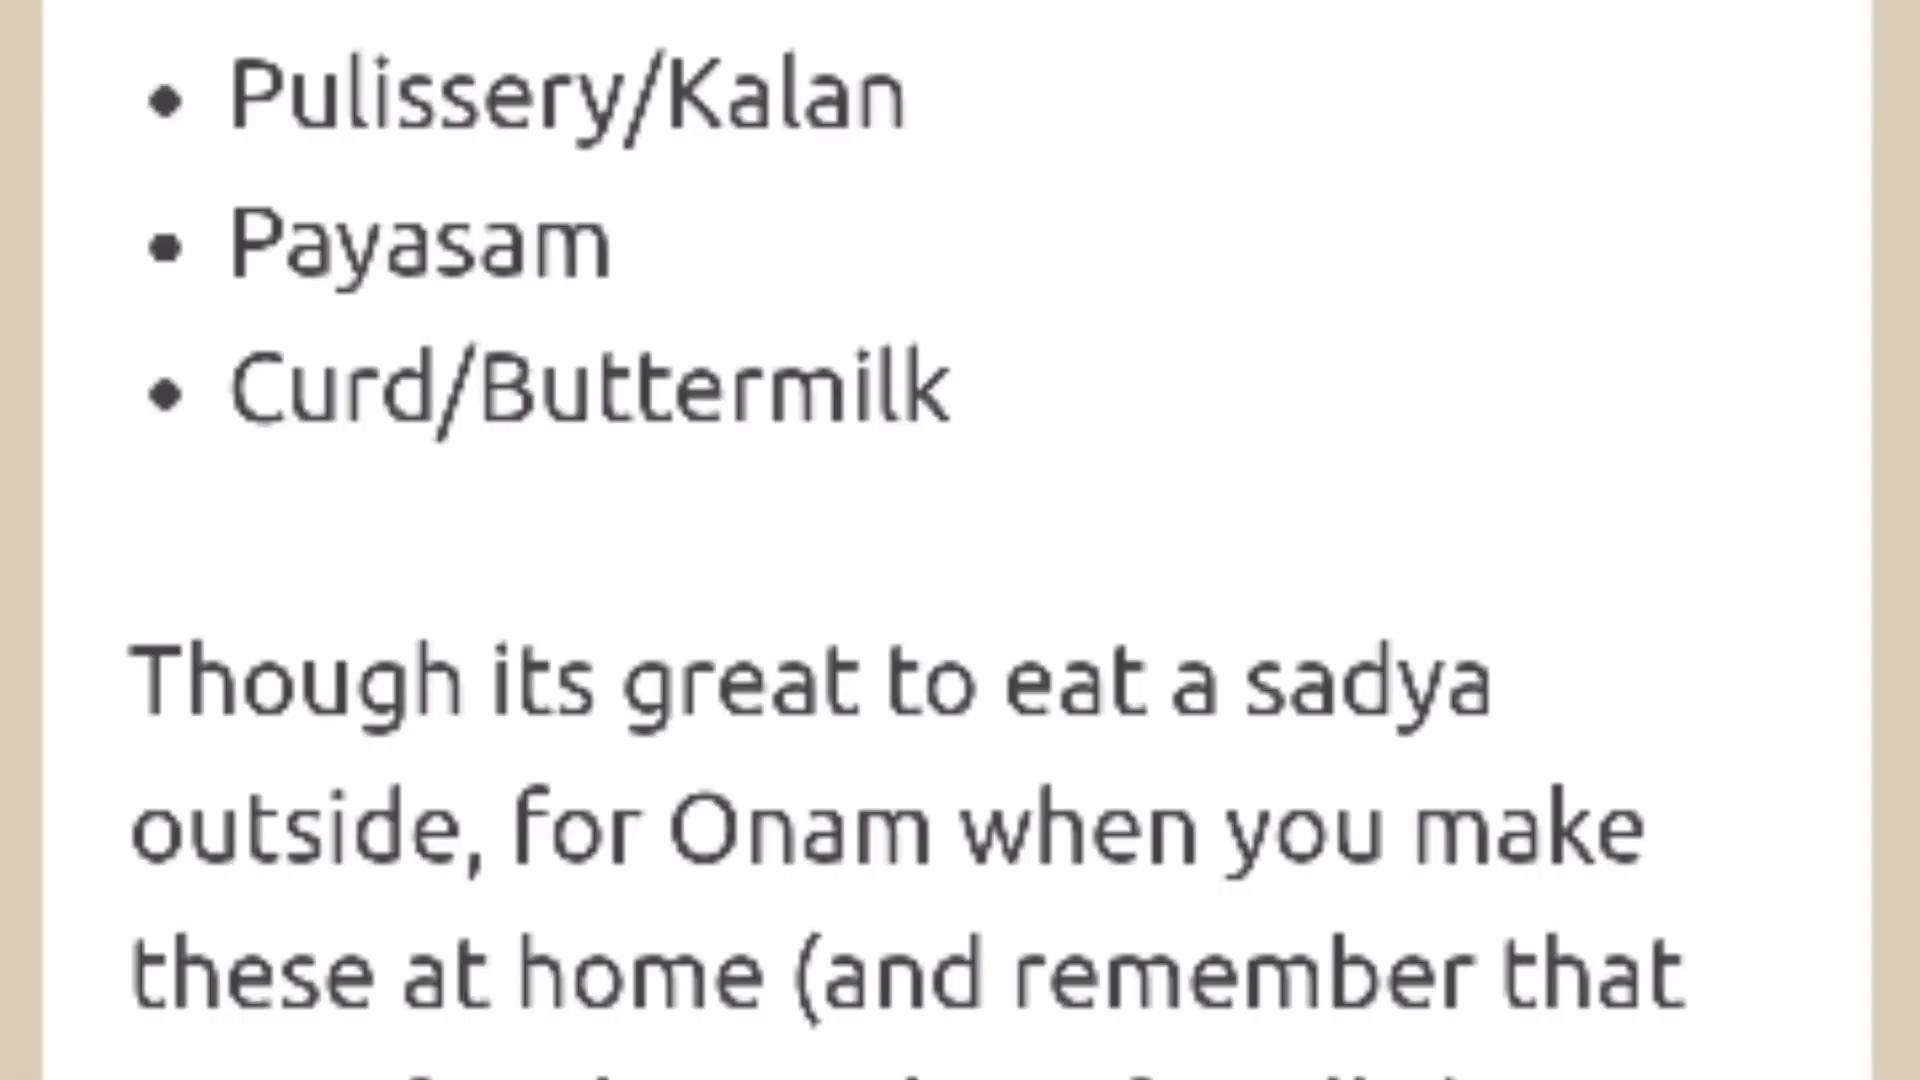 • Pulissery/Kalan
• Payasam
• Curd/Buttermilk
Though its great to eat a sadya
outside, for Onam when you make
these at home (and remember that